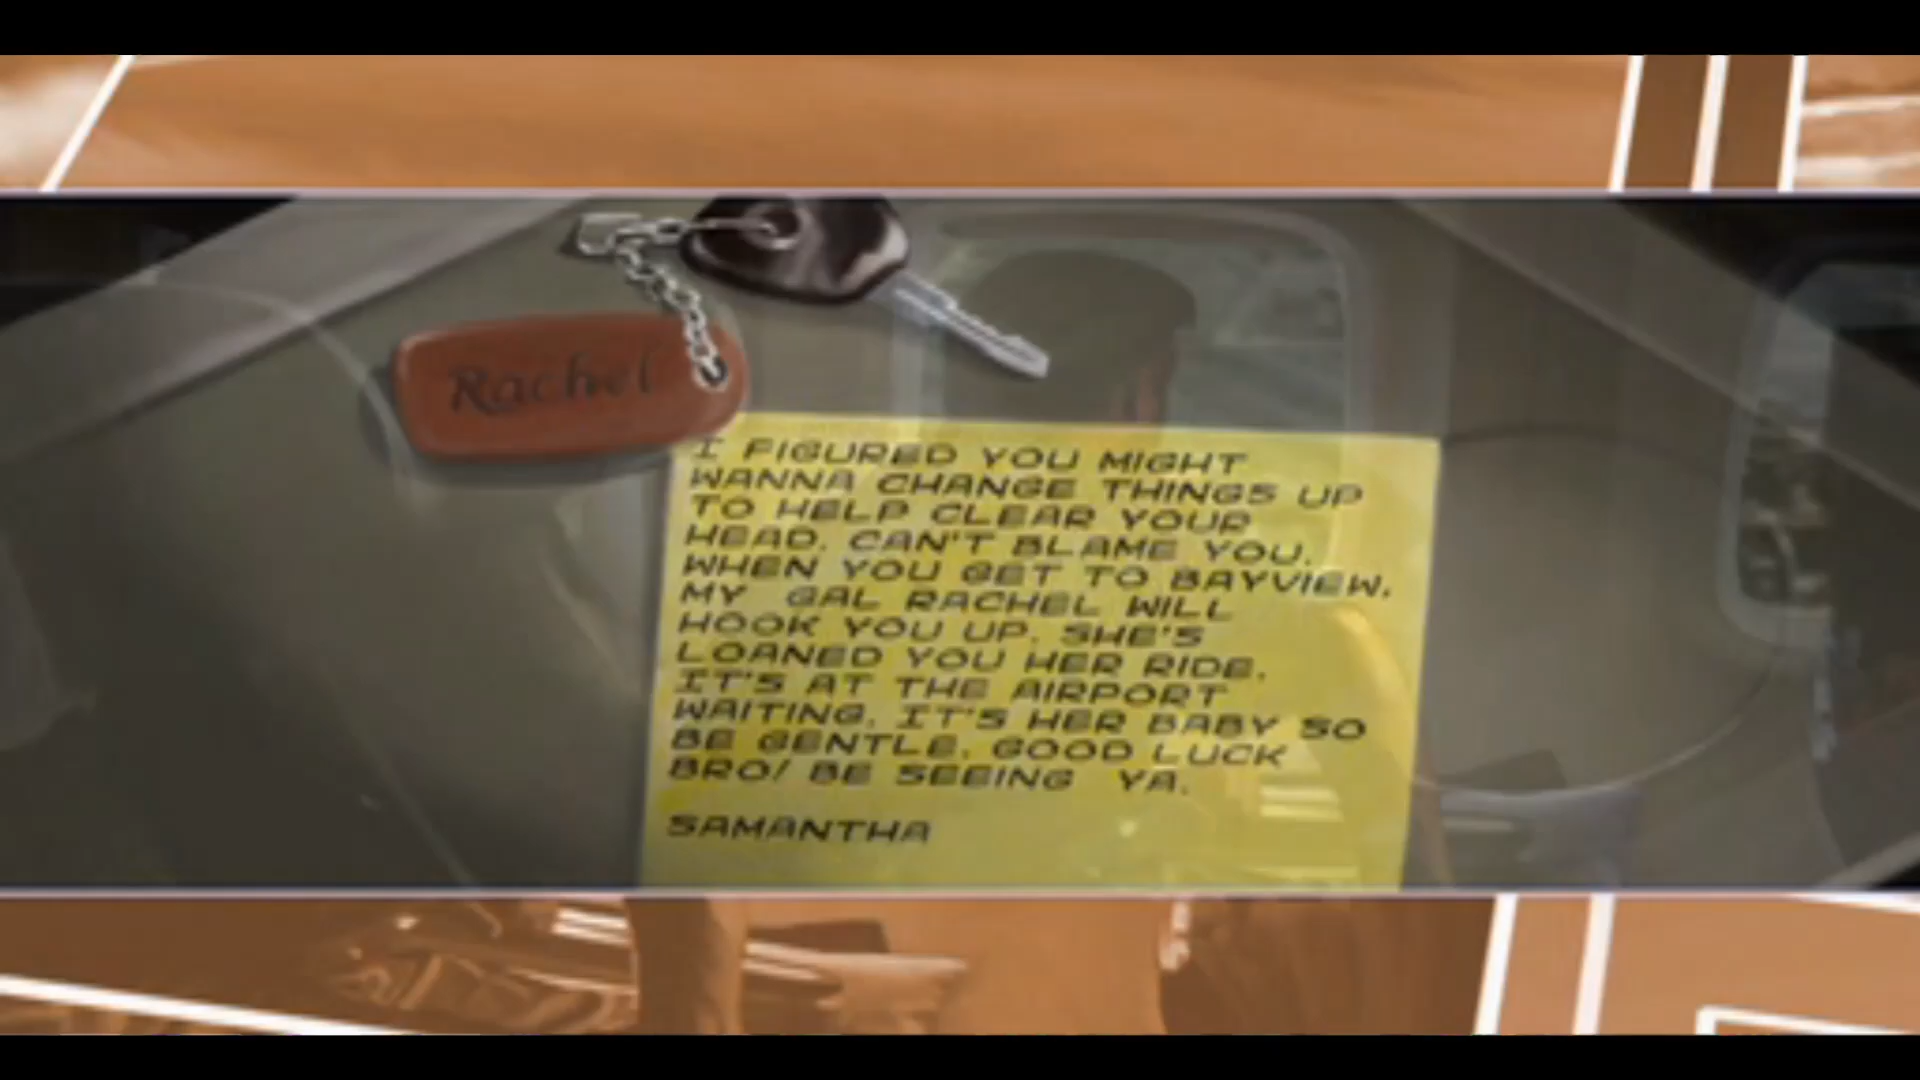 Rachel
I FIGURED YOU MIGHT
WANNA CHANGE THINGS UP
TO HELP CLEAR YOUR
HEAD. CAN'T BLAME YOU.
WHEN YOU GET TO BAYVIEW,
MY GAL RACHEL WILL
HOOK YOU UP. SHE'S
LOANED YOU HER RIDE.
IT'S AT THE AIRPORT
WAITING. IT'S HER BABY SO
BE GENTLE. GOOD LUCK
BRO! BE SEEING YA.
SAMANTHA